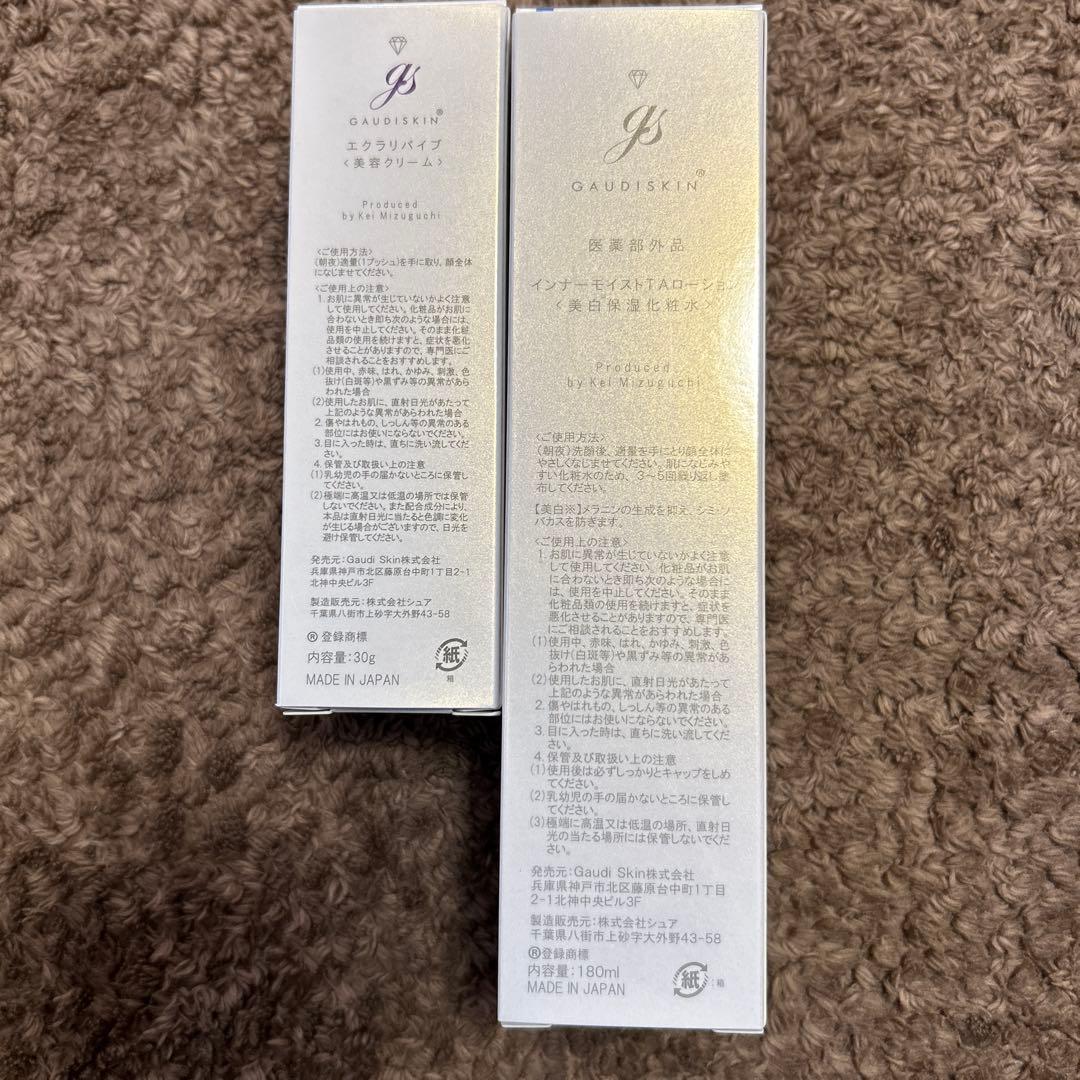 gs
GAUDISKIN®
エクラリバイブ
〈美容クリーム〉
Produced
by Kei Mizuguchi
〈ご使用方法〉
(朝夜)適量(1プッシュ)を手に取り、顔全体
になじませてください。
〈ご使用上の注意〉
1. お肌に異常が生じていないかよく注意
して使用してください。化粧品がお肌に
合わないとき即ち次のような場合には、
使用を中止してください。そのまま化粧
品類の使用を続けますと、症状を悪化
させることがありますので、専門医にご
相談されることをおすすめします。
(1)使用中、赤味、はれ、かゆみ、刺激、色
抜け(白斑等)や黒ずみ等の異常があら
われた場合
(2)使用したお肌に、直射日光があたって
上記のような異常があらわれた場合
2. 傷やはれもの、しっしん等の異常のある
部位にはお使いにならないでください。
3. 目に入った時は、直ちに洗い流してくだ
さい。
4. 保管及び取扱い上の注意
(1)乳幼児の手の届かないところに保管し
てください。
(2)極端に高温又は低温の場所では保管
しないでください。また配合成分により、
本品は直射日光に当たると色調に変化
が生じる場合がございますので、日光を
避け保管してください。
発売元:Gaudi Skin株式会社
兵庫県神戸市北区藤原台中町1丁目2-1
北神中央ビル3F
製造販売元:株式会社シュア
千葉県八街市上砂字大外野43-58
®登録商標
内容量:30g
MADE IN JAPAN
紙
箱
gs
GAUDISKIN®
医薬部外品
インナーモイストTAローション
〈美白保湿化粧水〉
Produced
by Kei Mizuguchi
〈ご使用方法〉
(朝夜)洗顔後、適量を手にとり顔全体に
やさしくなじませてください。肌になじみや
すい化粧水のため、3〜5回繰り返し塗
布してください。
【美白※】メラニンの生成を抑え、シミ・ソ
バカスを防ぎます。
〈ご使用上の注意〉
1. お肌に異常が生じていないかよく注意
して使用してください。化粧品がお肌
に合わないとき即ち次のような場合に
は、使用を中止してください。そのまま
化粧品類の使用を続けますと、症状を
悪化させることがありますので、専門医
にご相談されることをおすすめします。
(1)使用中、赤味、はれ、かゆみ、刺激、色
抜け(白斑等)や黒ずみ等の異常があ
らわれた場合
(2)使用したお肌に、直射日光があたって
上記のような異常があらわれた場合
2. 傷やはれもの、しっしん等の異常のある
部位にはお使いにならないでください。
3. 目に入った時は、直ちに洗い流してくだ
さい。
4. 保管及び取扱い上の注意
(1)使用後は必ずしっかりとキャップをしめ
てください。
(2)乳幼児の手の届かないところに保管し
てください。
(3)極端に高温又は低温の場所、直射日
光の当たる場所には保管しないでくだ
さい。
発売元:Gaudi Skin株式会社
兵庫県神戸市北区藤原台中町1丁目
2-1北神中央ビル3F
製造販売元:株式会社シュア
千葉県八街市上砂字大外野43-58
®登録商標
内容量:180ml
MADE IN JAPAN
紙
:箱